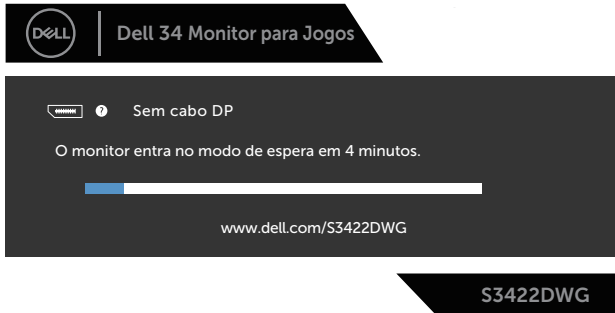 DELL
Dell 34 Monitor para Jogos
? Sem cabo DP
O monitor entra no modo de espera em 4 minutos.
www.dell.com/S3422DWG
S3422DWG